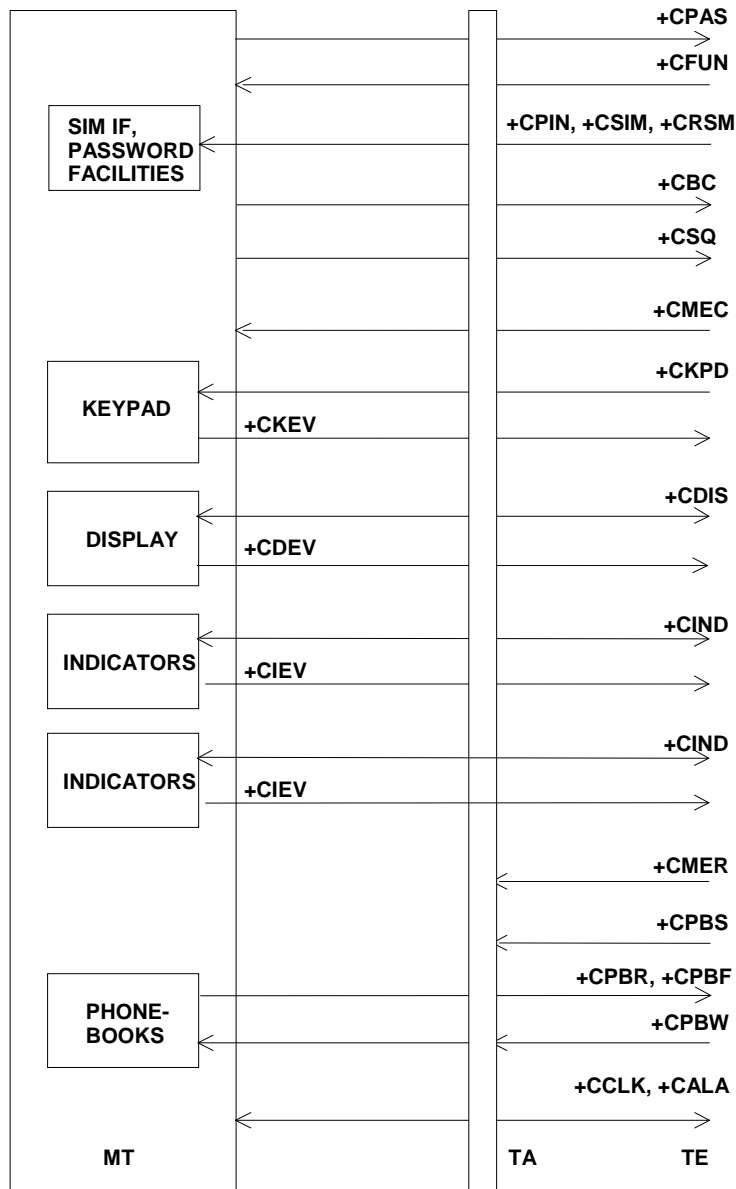 +CPAS
+CFUN
SIM IF,
PASSWORD
FACILITIES
+CPIN, +CSIM, +CRSM
+CBC
+CSQ
+CMEC
+CKPD
KEYPAD
+CKEV
+CDIS
DISPLAY
+CDEV
+CIND
INDICATORS
+CIEV
+CIND
INDICATORS
+CIEV
+CMER
+CPBS
+CPBR, +CPBF
PHONE-
BOOKS
+CPBW
+CCLK, +CALA
MT TA TE